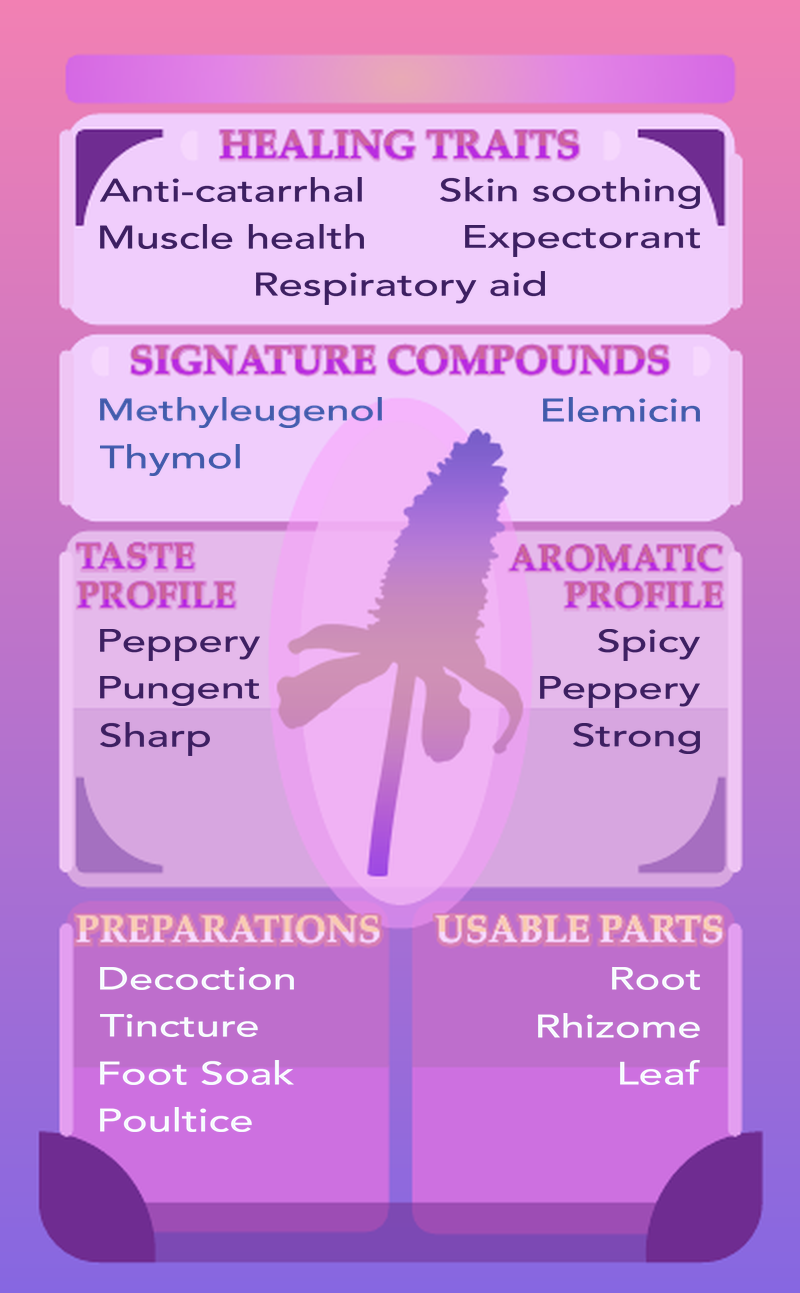 HEALING TRAITS
Anti-catarrhal Skin soothing
Muscle health Expectorant
Respiratory aid
SIGNATURE COMPOUNDS
Methyleugenol Elemicin
Thymol
TASTE
PROFILE
Peppery
Pungent
Sharp
AROMATIC
PROFILE
Spicy
Peppery
Strong
PREPARATIONS
Decoction
Tincture
Foot Soak
Poultice
USABLE PARTS
Root
Rhizome
Leaf